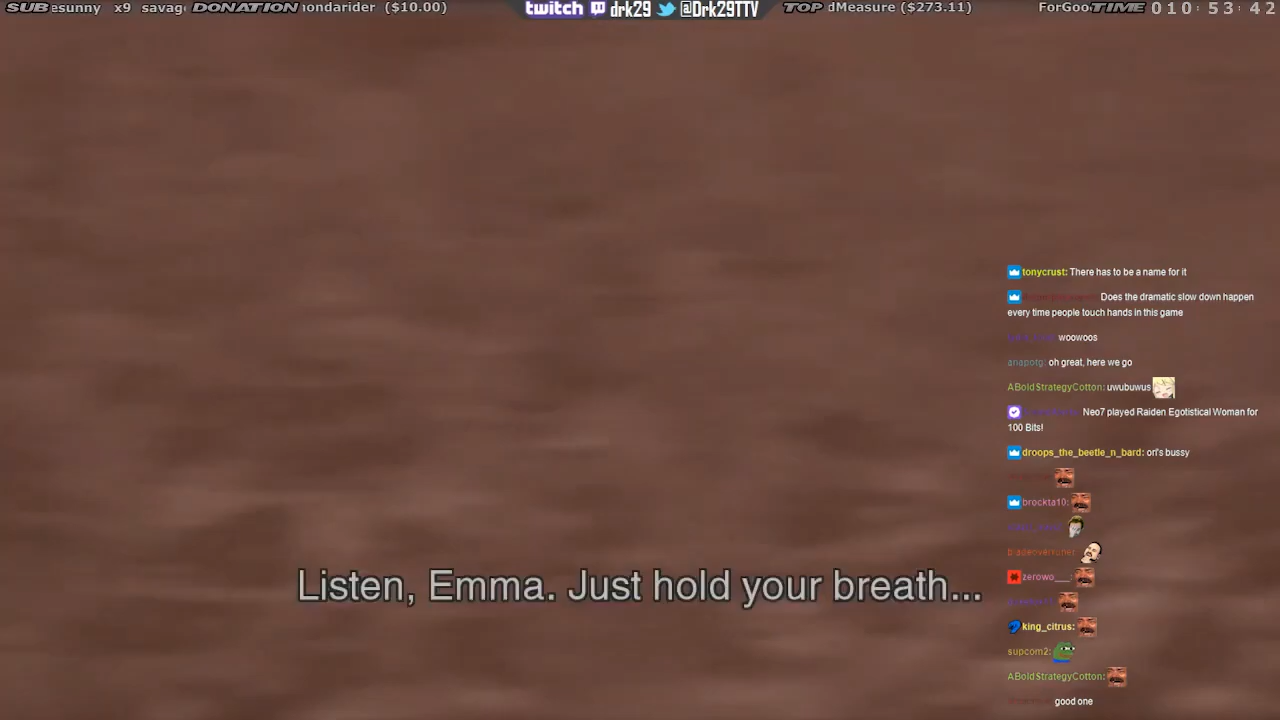 SUB esunny x9 savag DONATION ondarider ($10.00) twitch drk29 @Drk29TTV TOP dMeasure ($273.11) ForGoo TIME 010:53:42
tonycrust: There has to be a name for it
Does the dramatic slow down happen
every time people touch hands in this game
woowoos
anapotg: oh great, here we go
ABoldStrategyCotton: uwubuwus
Neo7 played Raiden Egotistical Woman for
100 Bits!
droops_the_beetle_n_bard: ori's bussy
brockta10:
zerowo___:
king_citrus:
supcom2:
ABoldStrategyCotton:
good one
Listen, Emma. Just hold your breath...